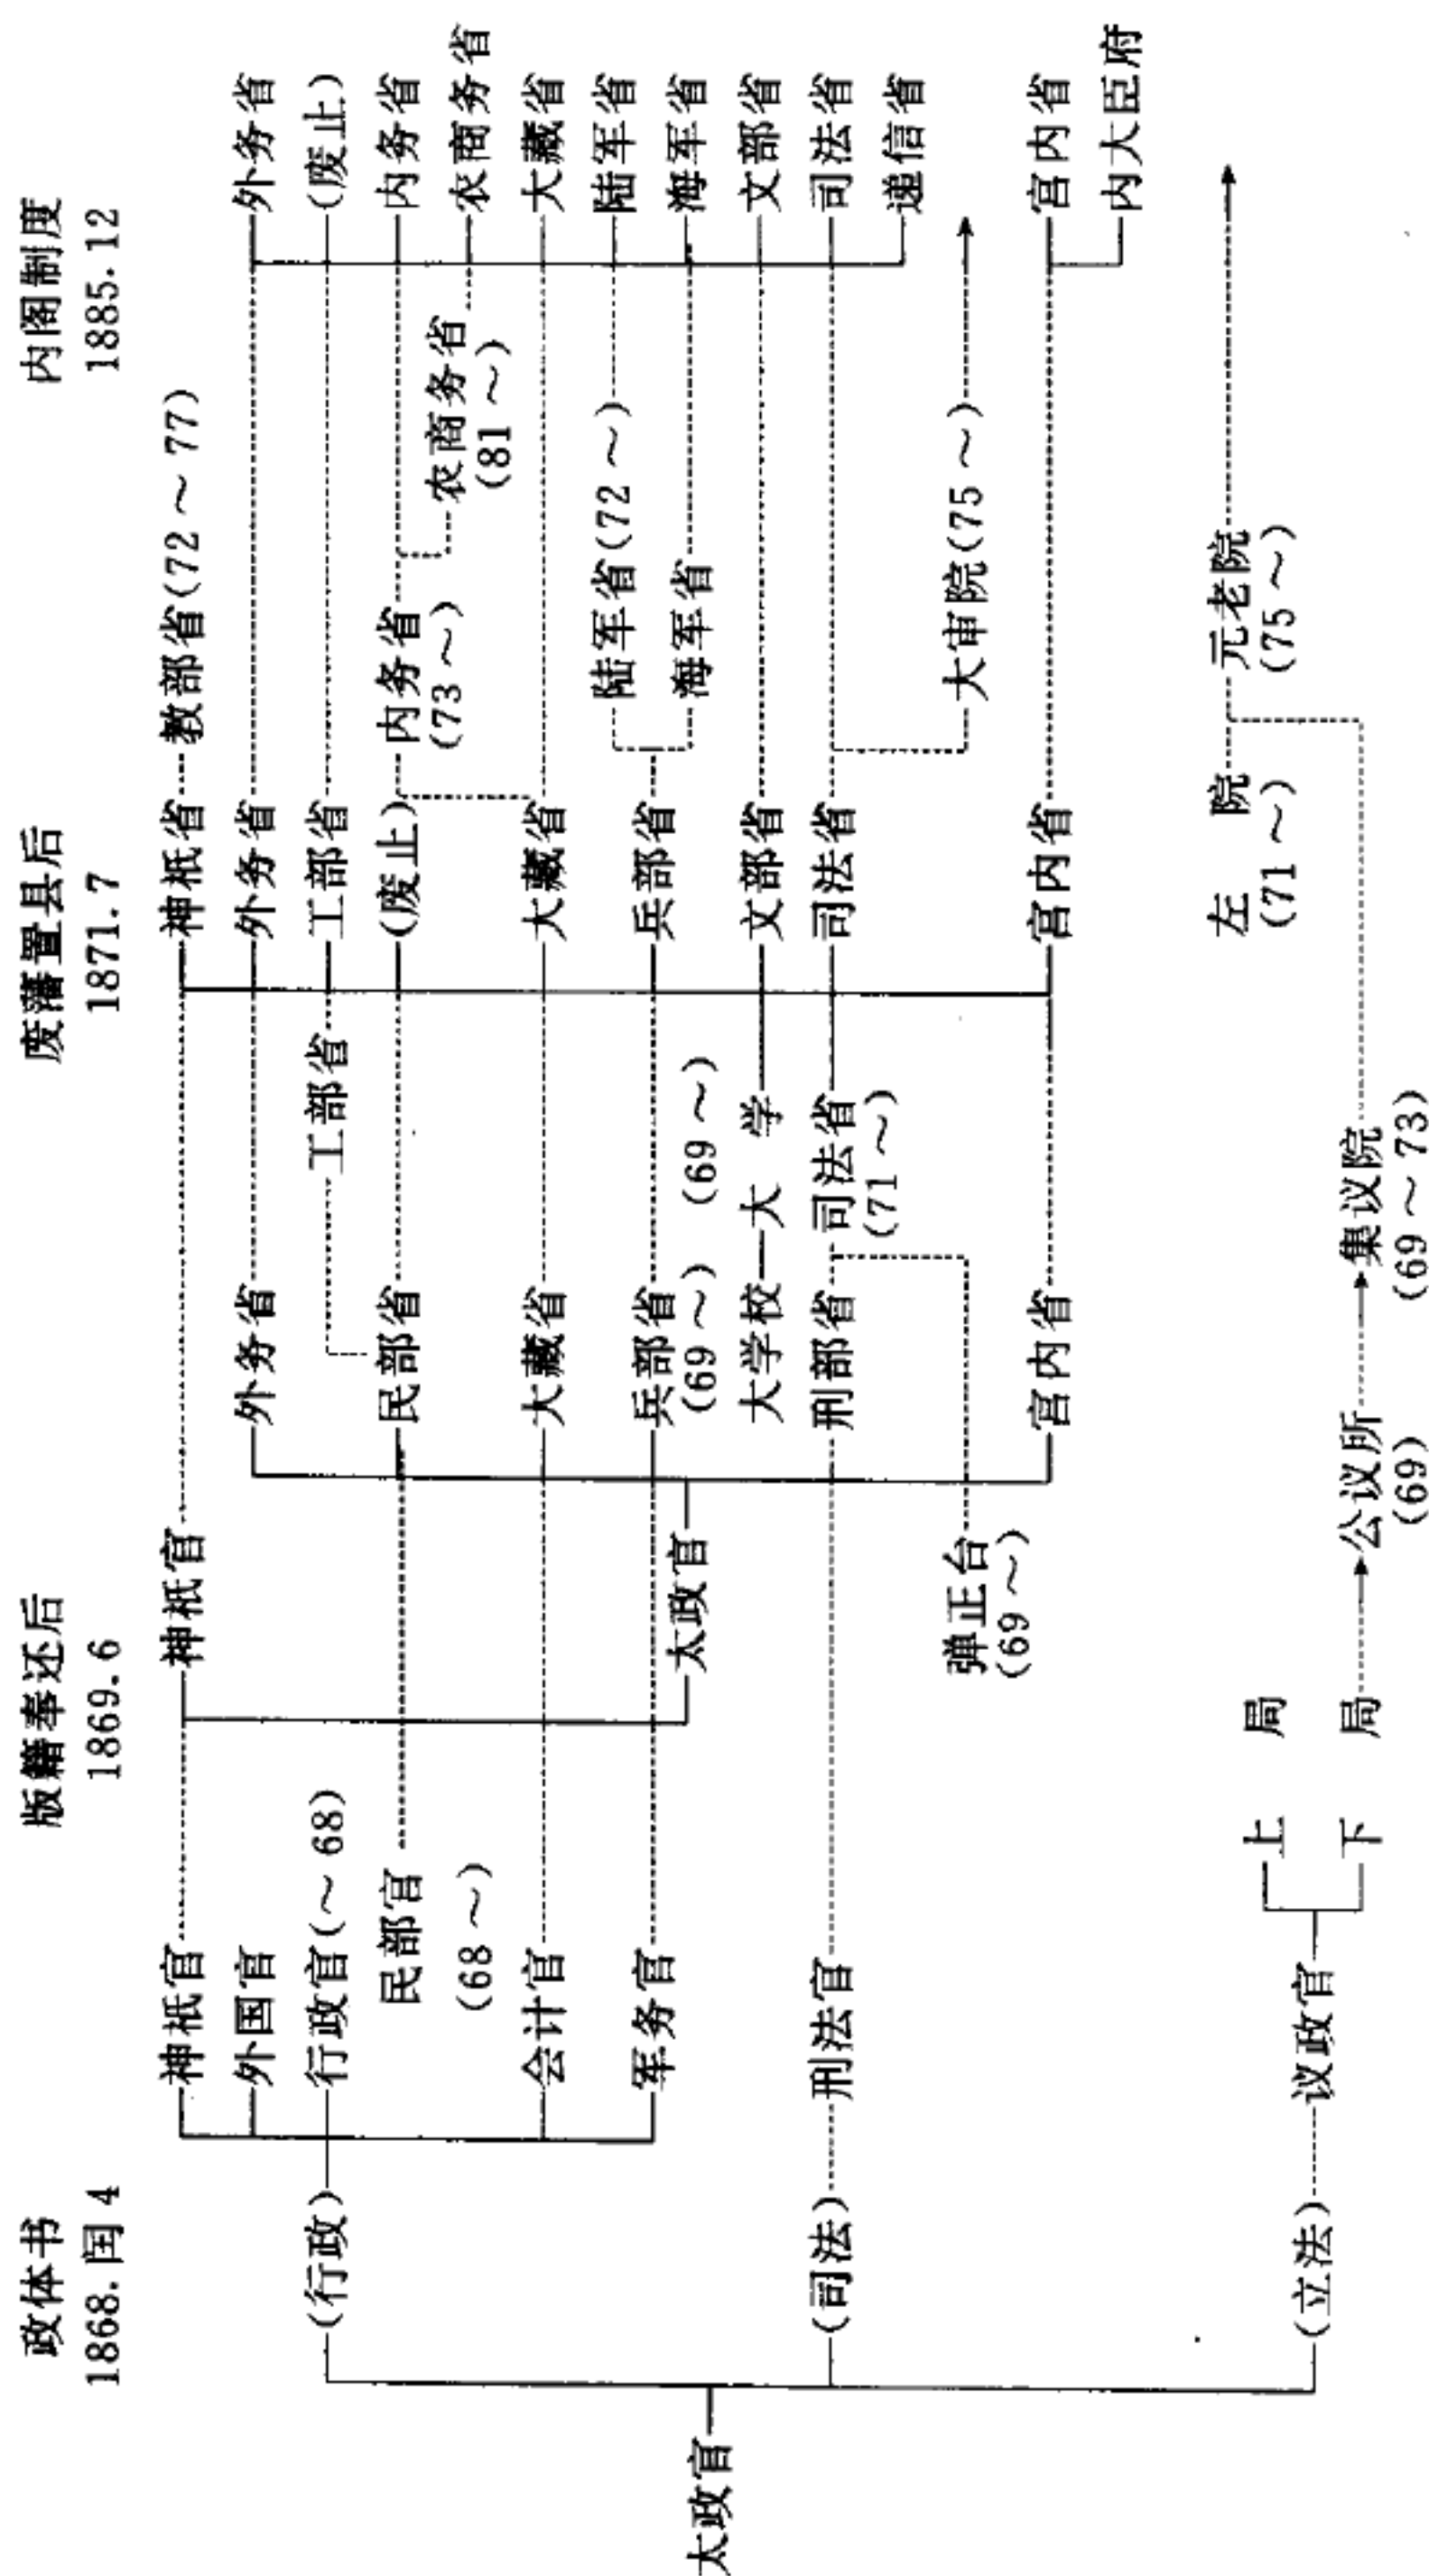 政体书
1868.闰4
版籍奉还后
1869.6
废藩置县后
1871.7
内阁制度
1885.12
太政官
(行政)
神祇官
外国官
行政官(～68)
民部官
(68～)
会计官
军务官
(司法)
刑法官
(立法)
议政官
上 局
下 局
神祇官
太政官
外务省
民部省
工部省
大藏省
兵部省
(69～)
(69～)
大学校
大 学
刑部省
司法省
(71～)
弹正台
(69～)
宫内省
公议所
(69)
集议院
(69～73)
神祇省
教部省(72～77)
外务省
工部省
(废止)
内务省
(73～)
农商务省
(81～)
大藏省
兵部省
陆军省(72～)
海军省
文部省
司法省
大审院(75～)
宫内省
左 院
(71～)
元老院
(75～)
外务省
(废止)
内务省
农商务省
大藏省
陆军省
海军省
文部省
司法省
递信省
宫内省
内大臣府